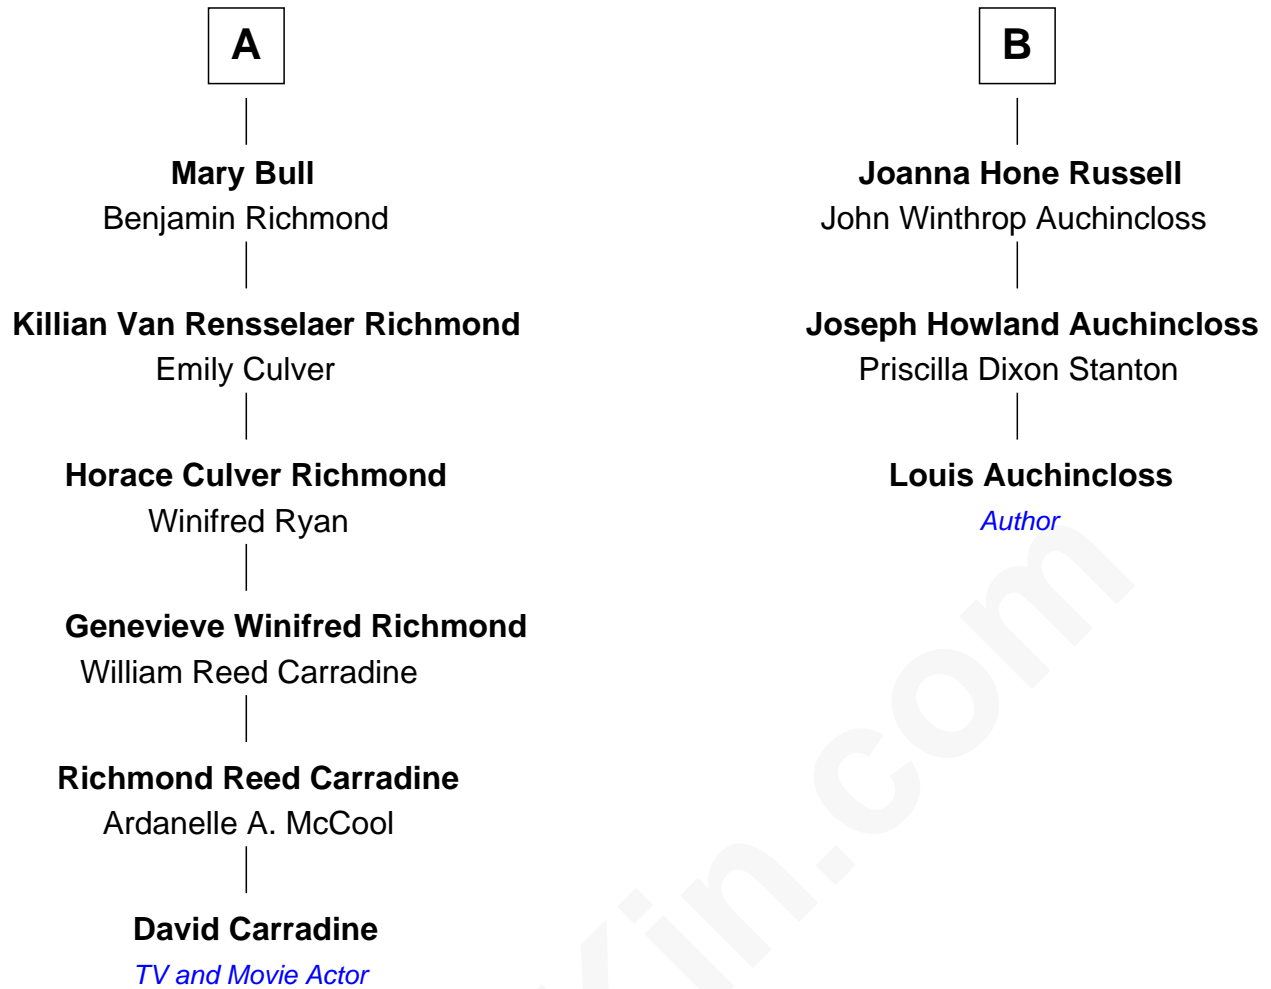 A
B
Mary Bull
Benjamin Richmond
Joanna Hone Russell
John Winthrop Auchincloss
Killian Van Rensselaer Richmond
Emily Culver
Joseph Howland Auchincloss
Priscilla Dixon Stanton
Horace Culver Richmond
Winifred Ryan
Louis Auchincloss
Author
Genevieve Winifred Richmond
William Reed Carradine
Richmond Reed Carradine
Ardanelle A. McCool
David Carradine
TV and Movie Actor
Kin.com